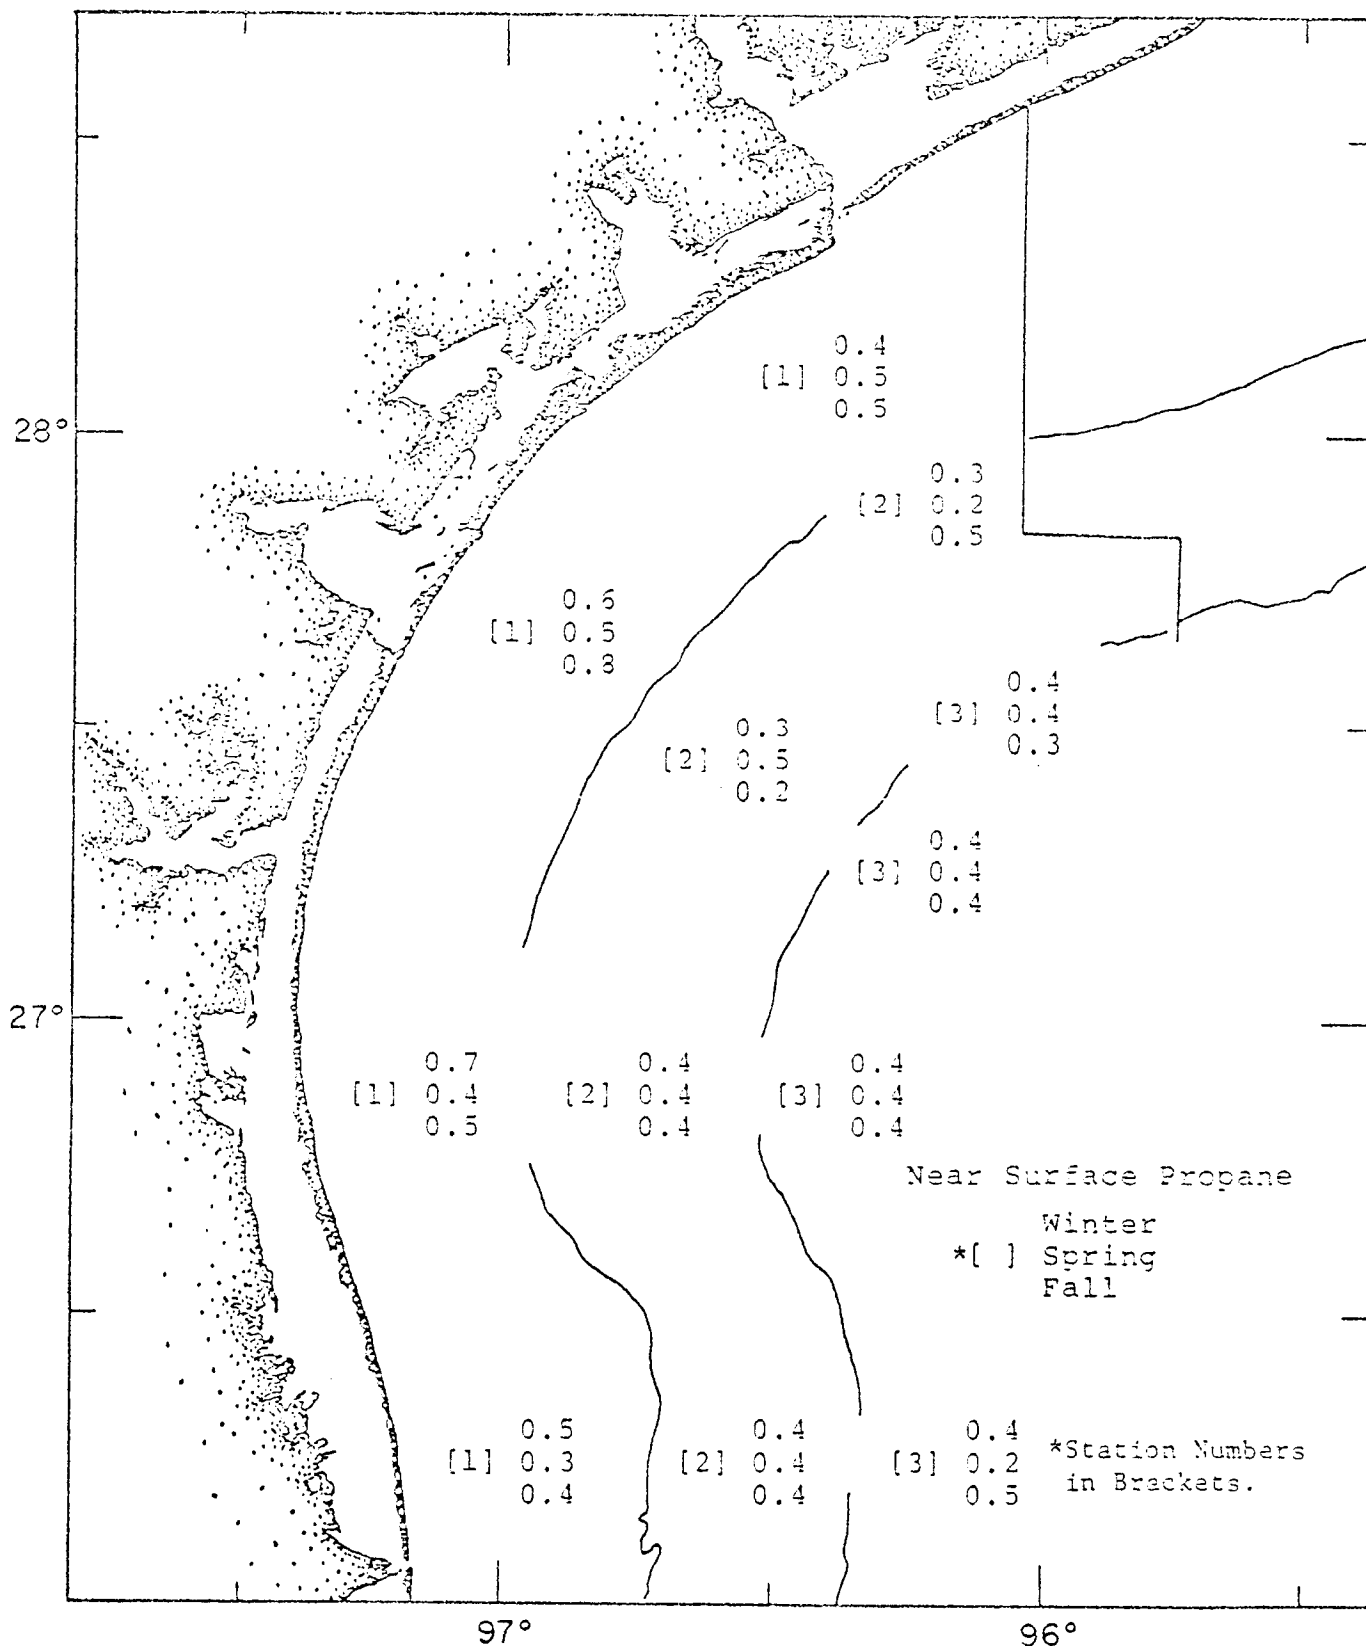 0.4
[1] 0.5
0.5
28°
0.3
[2] 0.2
0.5
0.6
[1] 0.5
0.8
0.4
[3] 0.4
0.3
0.3
[2] 0.5
0.2
0.4
[3] 0.4
0.4
27°
0.7 0.4 0.4
[1] 0.4 [2] 0.4 [3] 0.4
0.5 0.4 0.4
Near Surface Propane
Winter
*[ ] Spring
Fall
0.5 0.4 0.4
[1] 0.3 [2] 0.4 [3] 0.2 *Station Numbers
0.4 0.4 0.5 in Brackets.
97° 96°